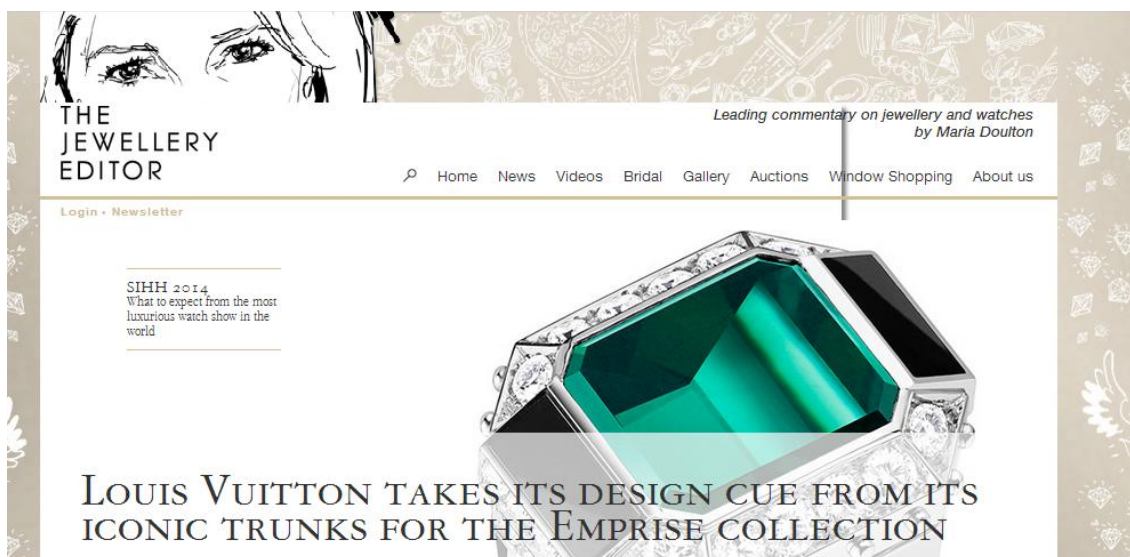 THE
JEWELLERY
EDITOR
Leading commentary on jewellery and watches
by Maria Doulton
Home News Videos Bridal Gallery Auctions Window Shopping About us
Login • Newsletter
SIHH 2014
What to expect from the most
luxurious watch show in the
world
Louis Vuitton takes its design cue from its
iconic trunks for the Emprise collection